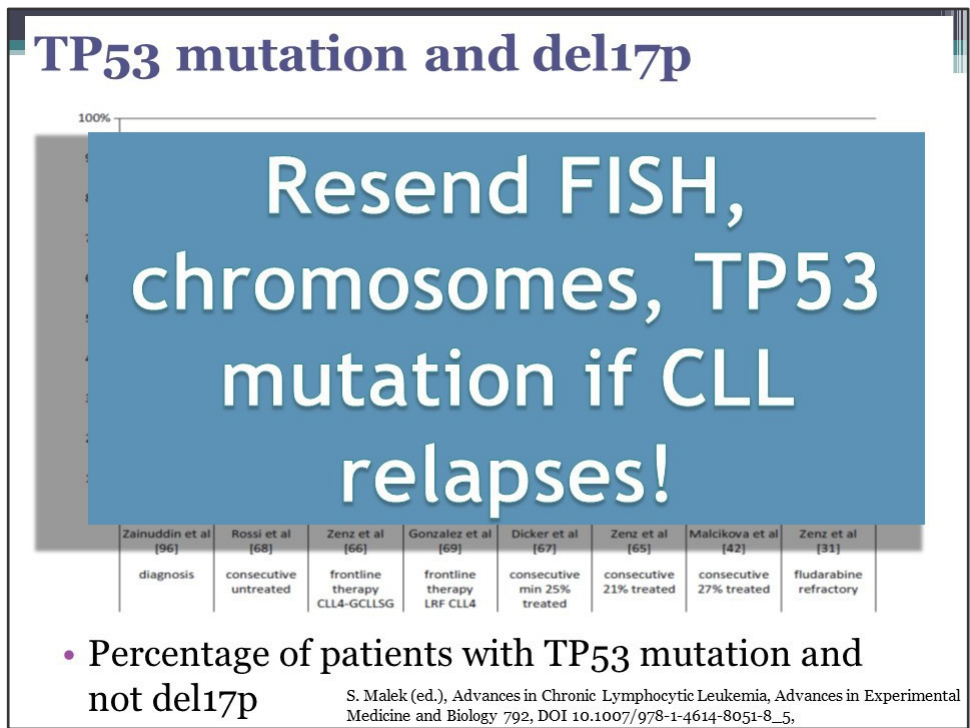 TP53 mutation and del17p
100%
Resend FISH,
chromosomes, TP53
mutation if CLL
relapses!
Zainuddin et al Rossi et al Zenz et al Gonzalez et al Dicker et al Zenz et al Malcikova et al Zenz et al
[96] [68] [66] [69] [67] [65] [42] [31]
diagnosis consecutive frontline frontline consecutive consecutive consecutive fludarabine
untreated therapy therapy min 25% 21% treated 27% treated refractory
CLL4-GCLLSG LRF CLL4 treated
• Percentage of patients with TP53 mutation and
not del17p
S. Malek (ed.), Advances in Chronic Lymphocytic Leukemia, Advances in Experimental
Medicine and Biology 792, DOI 10.1007/978-1-4614-8051-8_5,